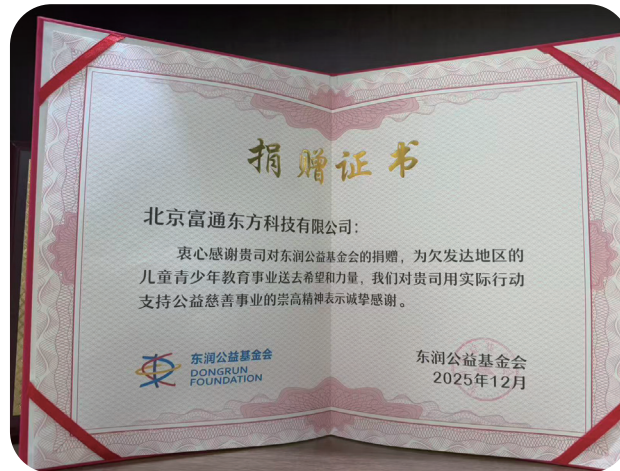 捐赠证书
北京富通东方科技有限公司：
衷心感谢贵司对东润公益基金会的捐赠，为欠发达地区的
儿童青少年教育事业送去希望和力量，我们对贵司用实际行动
支持公益慈善事业的崇高精神表示诚挚感谢。
东润公益基金会
DONGRUN
FOUNDATION
东润公益基金会
2025年12月